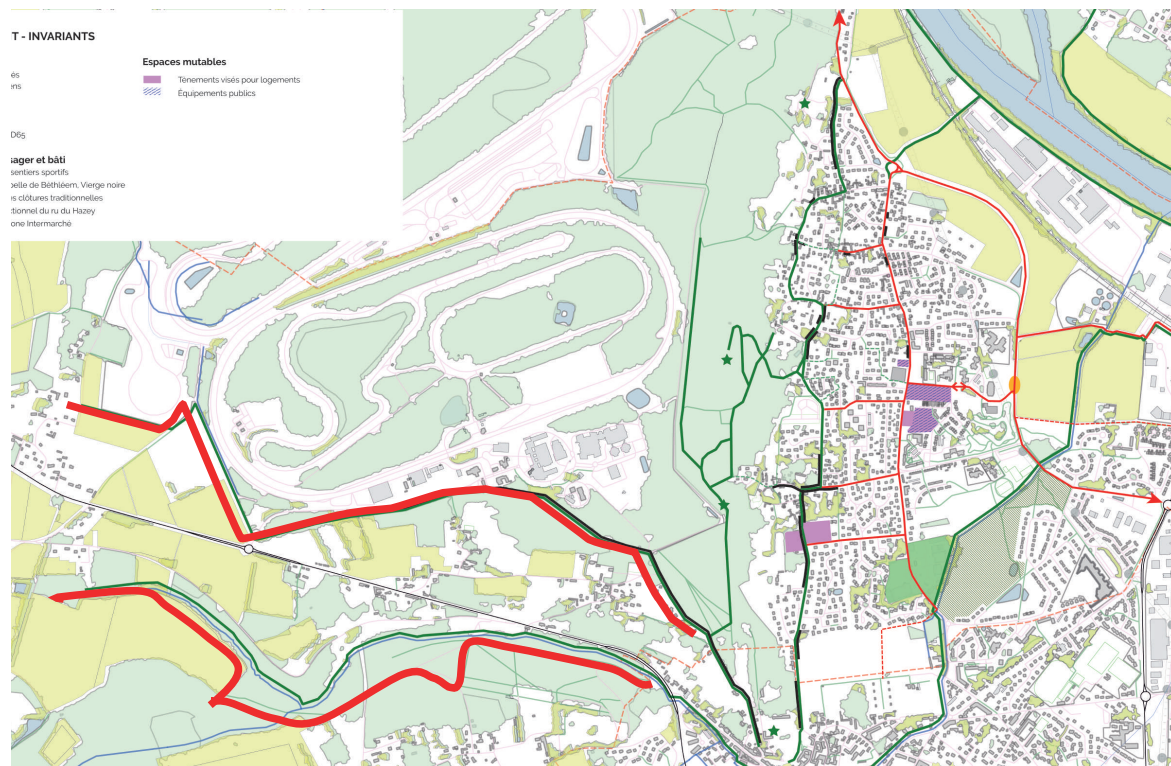 T - INVARIANTS
Espaces mutables
és
Tènements visés pour logements
ens
Équipements publics
D65
sager et bâti
sentiers sportifs
pelle de Béthléem, Vierge noire
s clôtures traditionnelles
ctionnel du ru du Hazey
one Intermarché